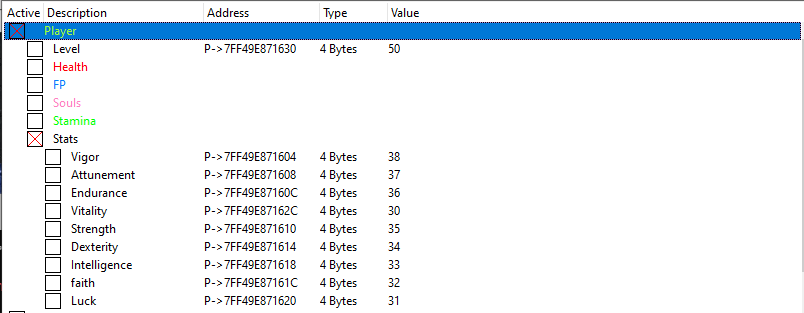 Active Description Address Type Value
Player
Level P->7FF49E871630 4 Bytes 50
Health
FP
Souls
Stamina
Stats
Vigor P->7FF49E871604 4 Bytes 38
Attunement P->7FF49E871608 4 Bytes 37
Endurance P->7FF49E87160C 4 Bytes 36
Vitality P->7FF49E87162C 4 Bytes 30
Strength P->7FF49E871610 4 Bytes 35
Dexterity P->7FF49E871614 4 Bytes 34
Intelligence P->7FF49E871618 4 Bytes 33
faith P->7FF49E87161C 4 Bytes 32
Luck P->7FF49E871620 4 Bytes 31